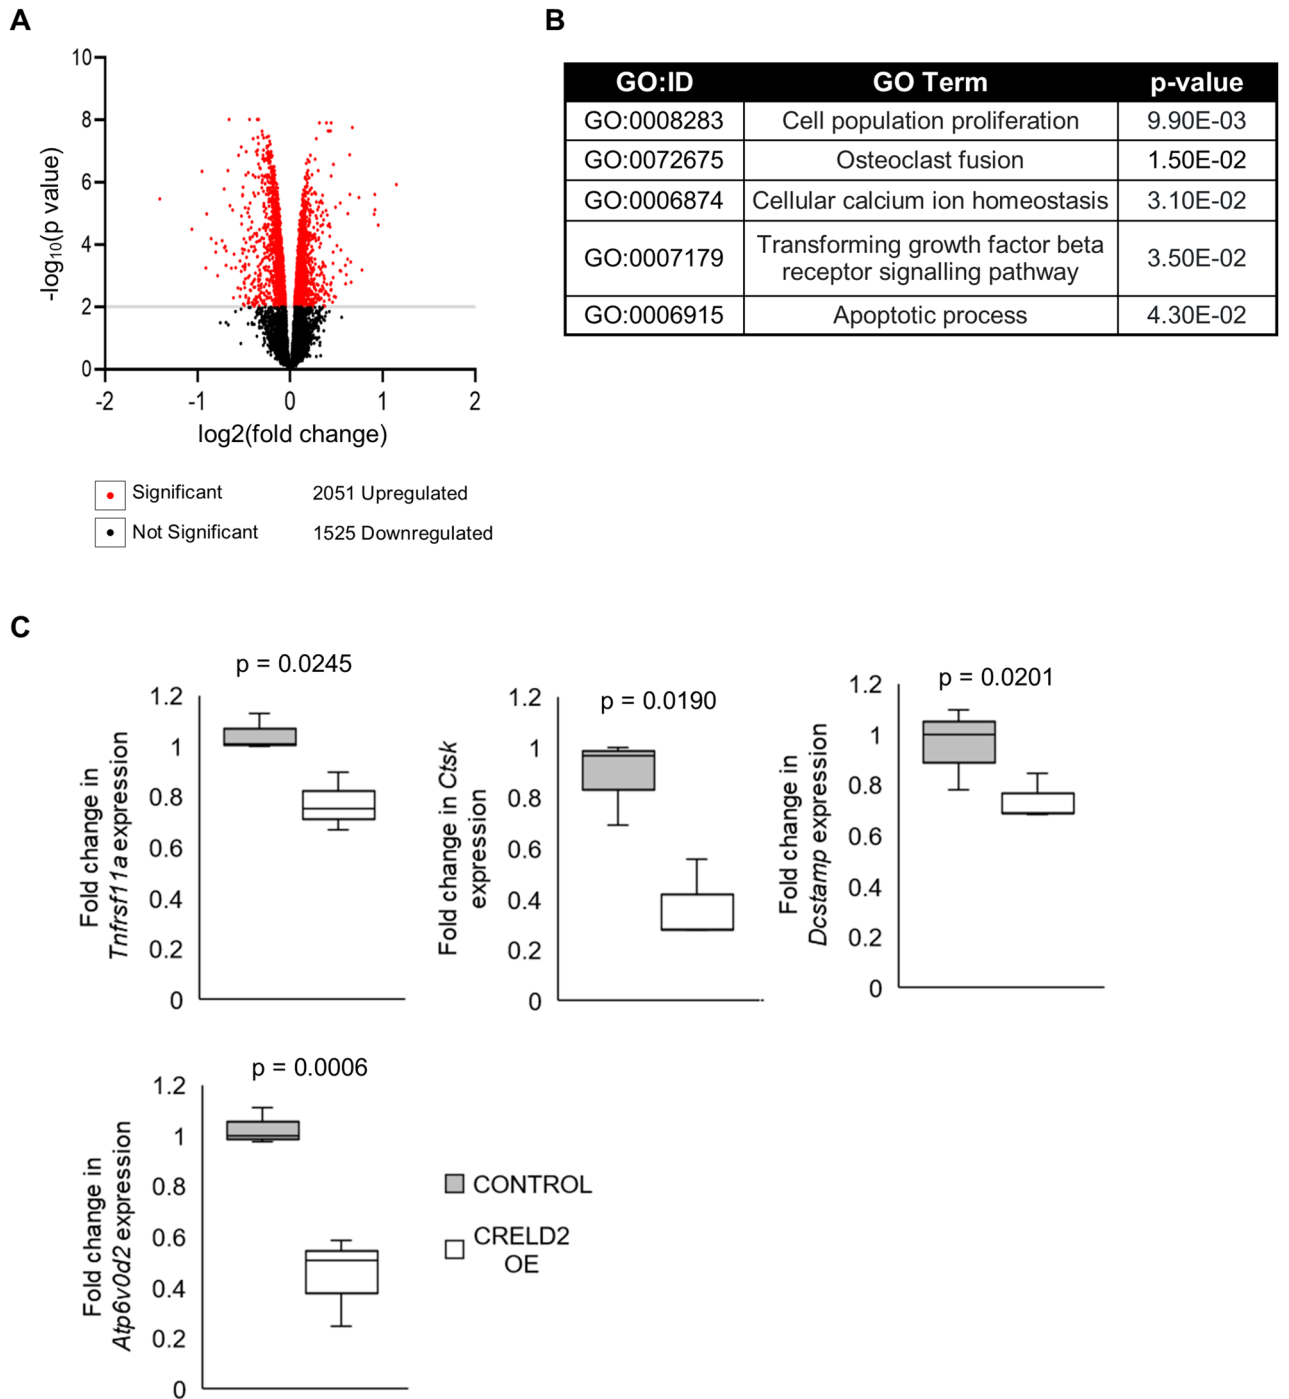 A
10
8
6
4
2
0
-log10(p value)
-2 -1 0 1 2
log2(fold change)
Significant 2051 Upregulated
Not Significant 1525 Downregulated
B
GO:ID GO Term p-value
GO:0008283 Cell population proliferation 9.90E-03
GO:0072675 Osteoclast fusion 1.50E-02
GO:0006874 Cellular calcium ion homeostasis 3.10E-02
GO:0007179 Transforming growth factor beta
receptor signalling pathway 3.50E-02
GO:0006915 Apoptotic process 4.30E-02
C
p = 0.0245
1.2
1
0.8
0.6
0.4
0.2
0
Fold change in
Tnfrsf11a expression
p = 0.0190
1.2
1
0.8
0.6
0.4
0.2
0
Fold change in Ctsk
expression
p = 0.0201
1.2
1
0.8
0.6
0.4
0.2
0
Fold change in
Dcstamp expression
p = 0.0006
1.2
1
0.8
0.6
0.4
0.2
0
Fold change in
Atp6v0d2 expression
CONTROL
CRELD2
OE